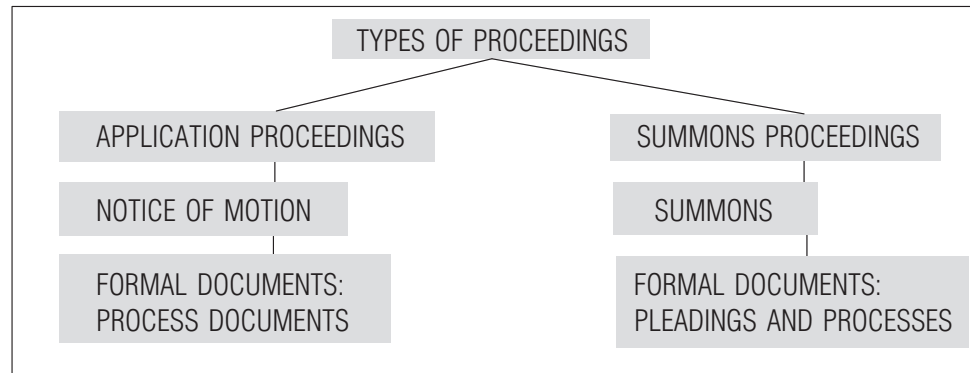 TYPES OF PROCEEDINGS
APPLICATION PROCEEDINGS
SUMMONS PROCEEDINGS
NOTICE OF MOTION
SUMMONS
FORMAL DOCUMENTS:
PROCESS DOCUMENTS
FORMAL DOCUMENTS:
PLEADINGS AND PROCESSES